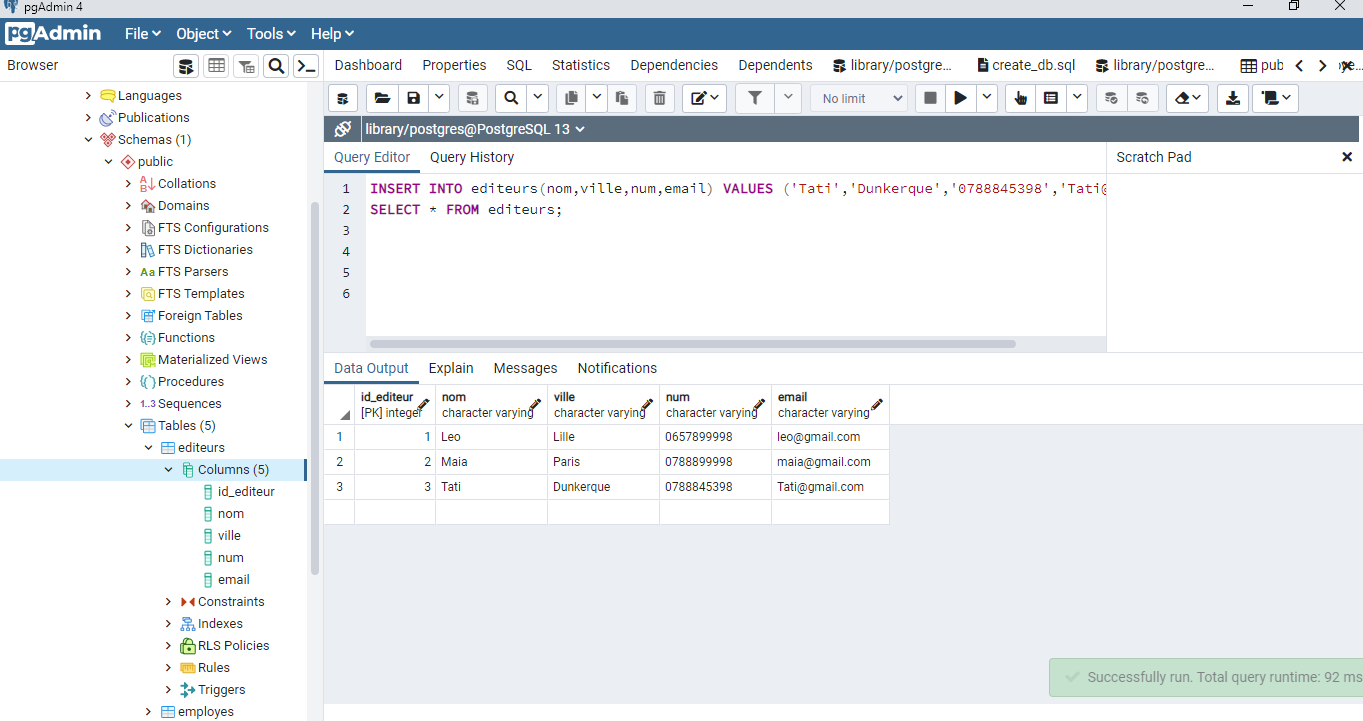 pgAdmin 4
pgAdmin File Object Tools Help
Browser
Dashboard Properties SQL Statistics Dependencies Dependents library/postgre... create_db.sql library/postgre... pub
No limit
library/postgres@PostgreSQL 13
Query Editor Query History
Scratch Pad
1 INSERT INTO editeurs(nom,ville,num,email) VALUES ('Tati','Dunkerque','0788845398','Tati@
2 SELECT * FROM editeurs;
3
4
5
6
Languages
Publications
Schemas (1)
public
Collations
Domains
FTS Configurations
FTS Dictionaries
Aa FTS Parsers
FTS Templates
Foreign Tables
Functions
Materialized Views
Procedures
1..3 Sequences
Tables (5)
editeurs
Columns (5)
id_editeur
nom
ville
num
email
Constraints
Indexes
RLS Policies
Rules
Triggers
employes
Data Output Explain Messages Notifications
id_editeur nom ville num email
[PK] integer character varying character varying character varying character varying
1 1 Leo Lille 0657899998 leo@gmail.com
2 2 Maia Paris 0788899998 maia@gmail.com
3 3 Tati Dunkerque 0788845398 Tati@gmail.com
Successfully run. Total query runtime: 92 ms